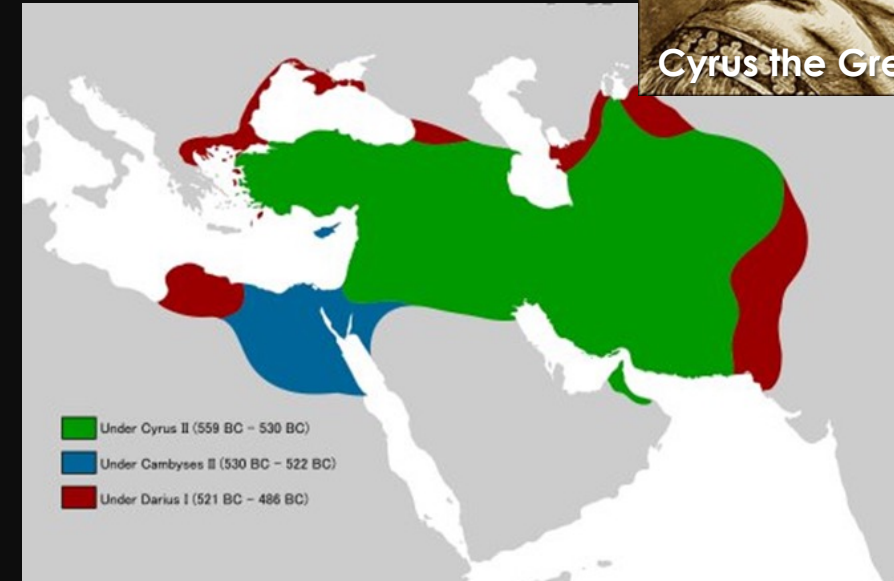 Cyrus the Gre
Under Cyrus II (559 BC - 530 BC)
Under Cambyses II (530 BC - 522 BC)
Under Darius I (521 BC - 486 BC)